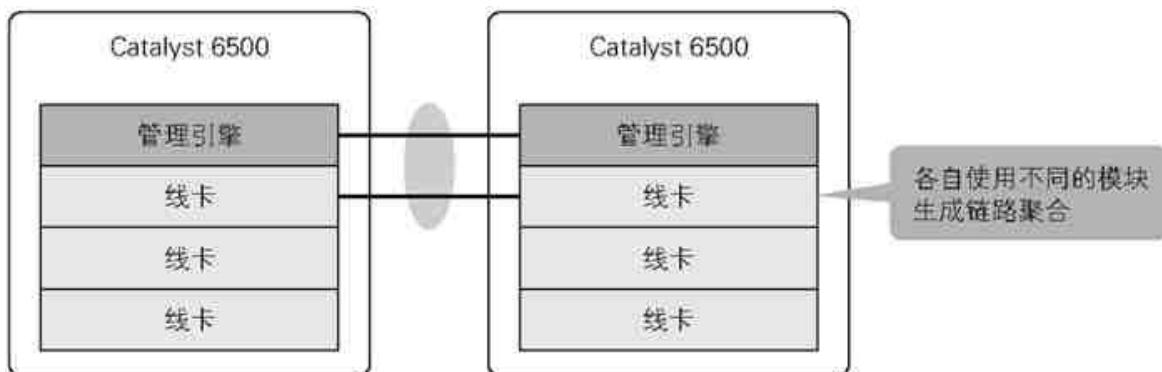 Catalyst 6500
管理引擎
线卡
线卡
线卡
Catalyst 6500
管理引擎
线卡
线卡
线卡
各自使用不同的模块
生成链路聚合